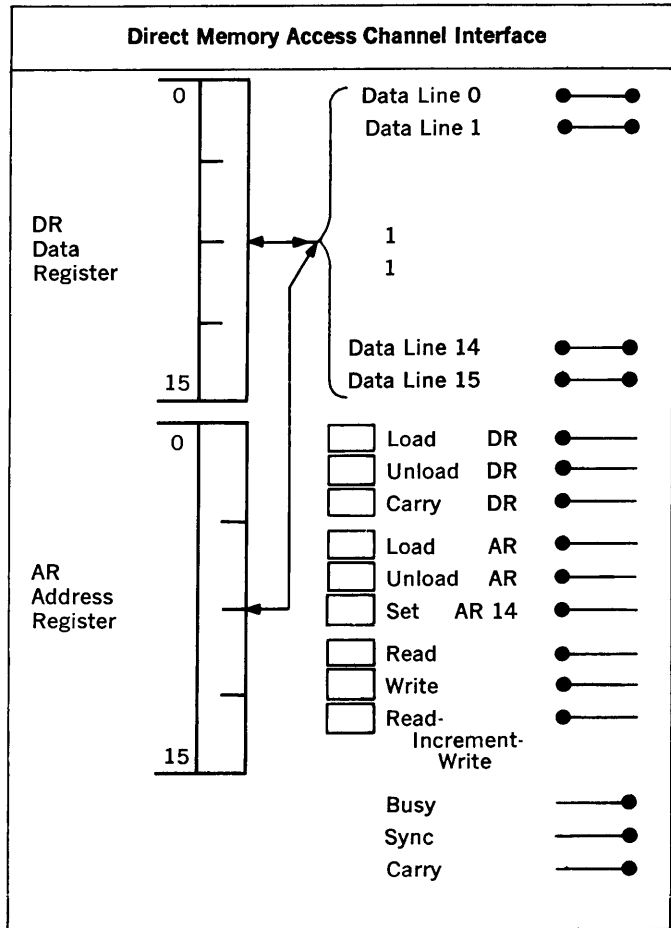 Direct Memory Access Channel Interface
0
DR
Data
Register
15
Data Line 0
Data Line 1
1
1
Data Line 14
Data Line 15
0
AR
Address
Register
15
Load DR
Unload DR
Carry DR
Load AR
Unload AR
Set AR 14
Read
Write
Read-
Increment-
Write
Busy
Sync
Carry